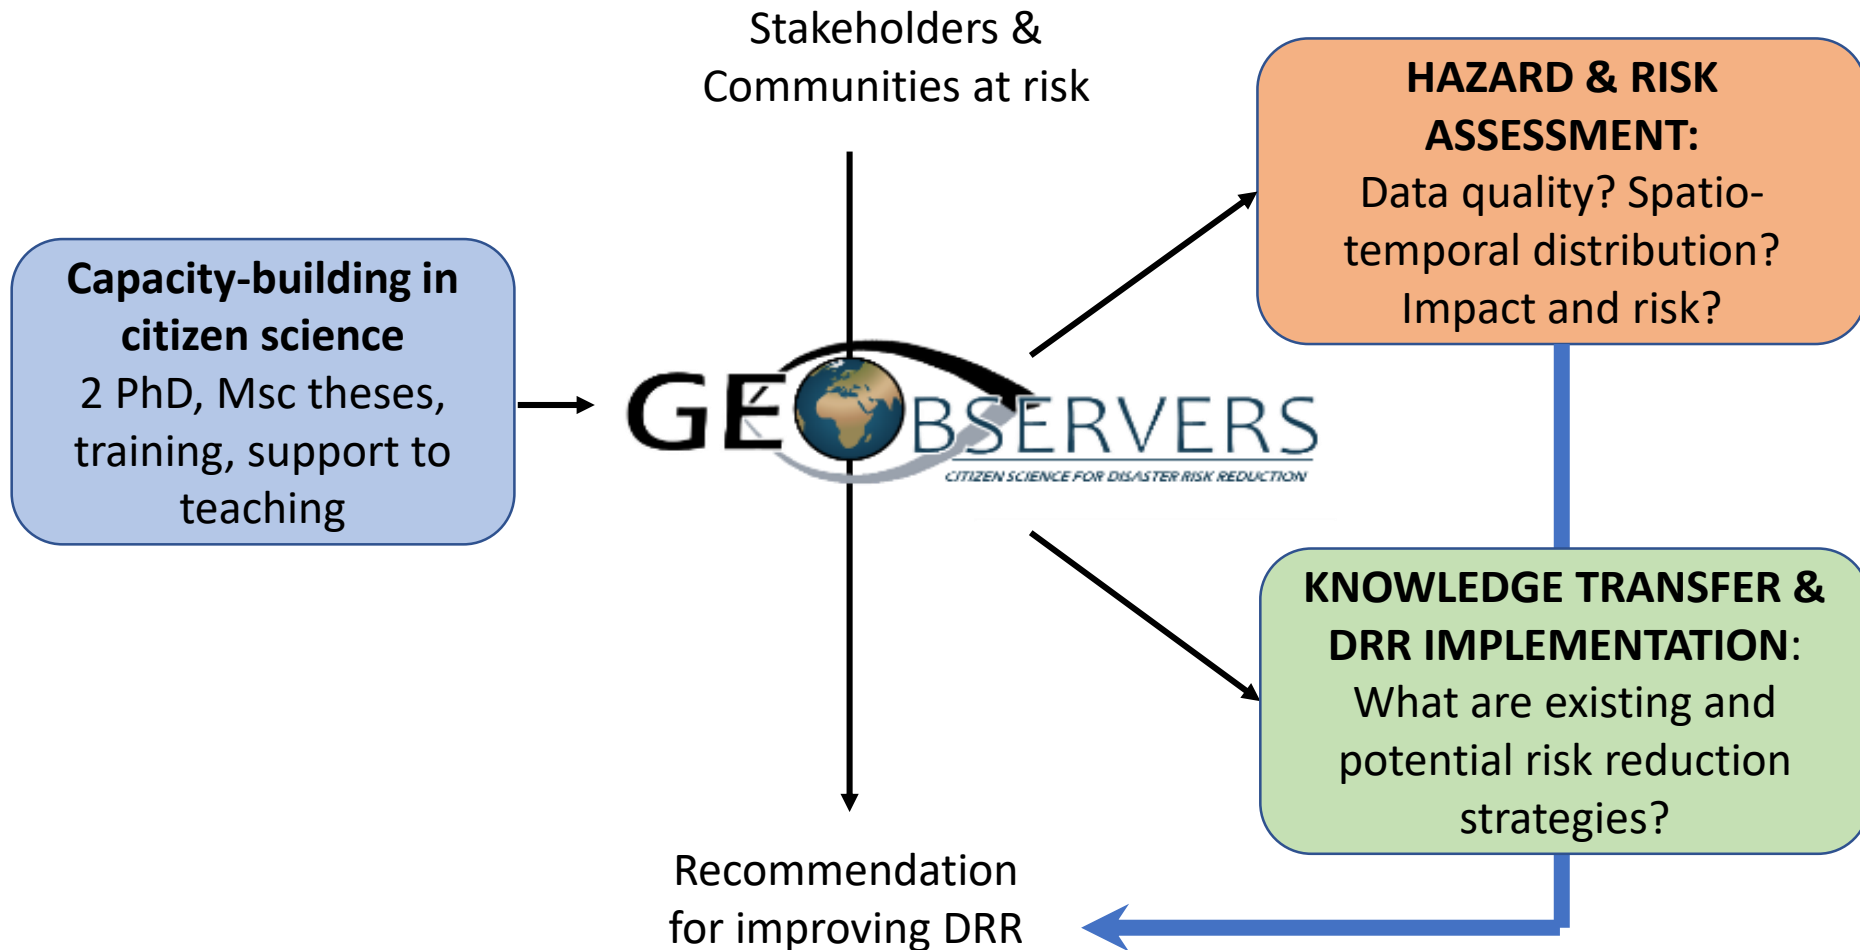 Stakeholders &
Communities at risk
HAZARD & RISK
ASSESSMENT:
Data quality? Spatio-
temporal distribution?
Impact and risk?
Capacity-building in
citizen science
2 PhD, Msc theses,
training, support to
teaching
GÉOBSERVERS
CITIZEN SCIENCE FOR DISASTER RISK REDUCTION
KNOWLEDGE TRANSFER &
DRR IMPLEMENTATION:
What are existing and
potential risk reduction
strategies?
Recommendation
for improving DRR